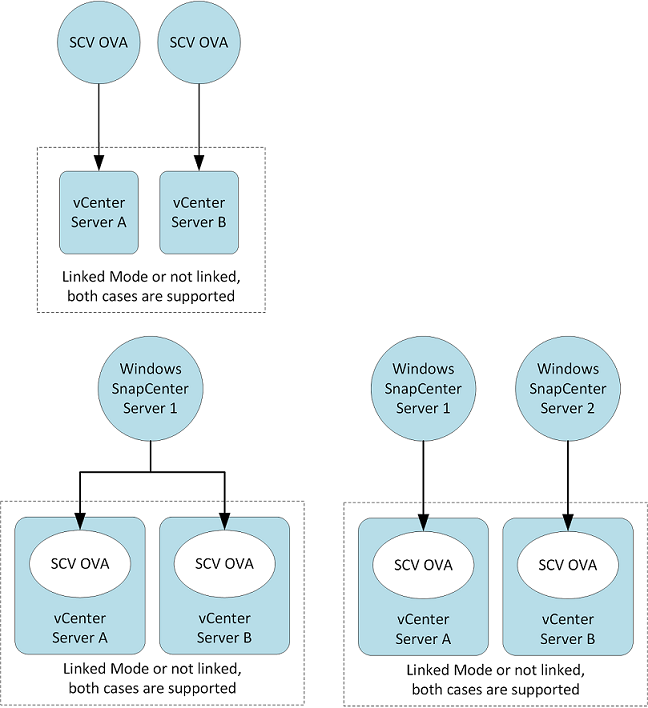 SCV OVA
SCV OVA
vCenter
Server A
vCenter
Server B
Linked Mode or not linked,
both cases are supported
Windows
SnapCenter
Server 1
SCV OVA
vCenter
Server A
SCV OVA
vCenter
Server B
Linked Mode or not linked,
both cases are supported
Windows
SnapCenter
Server 1
Windows
SnapCenter
Server 2
SCV OVA
vCenter
Server A
SCV OVA
vCenter
Server B
Linked Mode or not linked,
both cases are supported